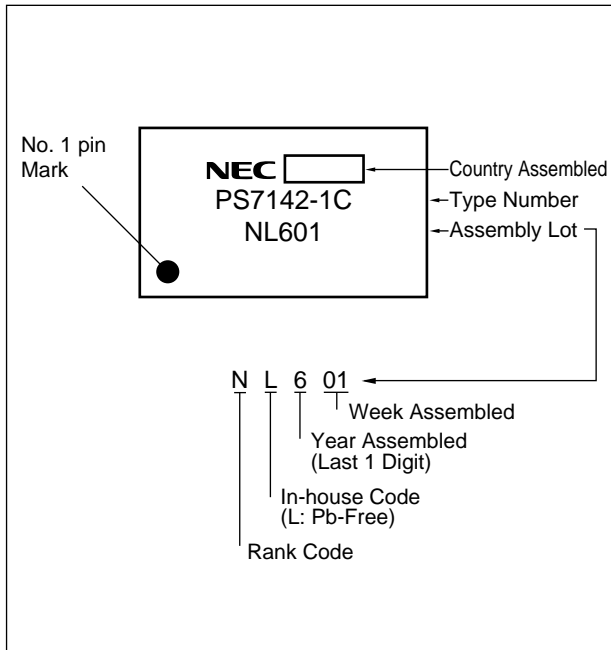 No. 1 pin
Mark
NEC
Country Assembled
PS7142-1C
Type Number
NL601
Assembly Lot
N L 6 01
Week Assembled
Year Assembled
(Last 1 Digit)
In-house Code
(L: Pb-Free)
Rank Code